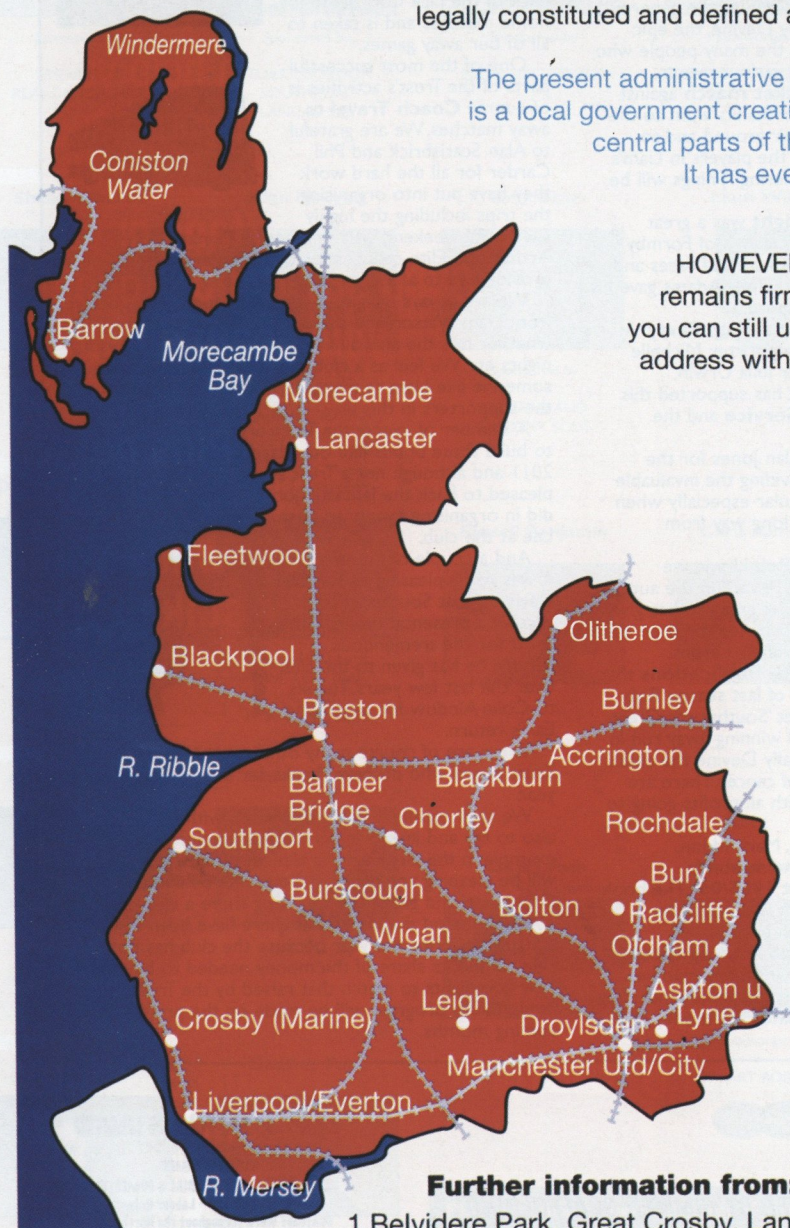 legally constituted and defined a
The present administrative
is a local government creati
central parts of th
It has eve
HOWEVE
remains firm
you can still u
address with
Windermere
Coniston
Water
Barrow
Morecambe
Bay
Morecambe
Lancaster
Fleetwood
Clitheroe
Blackpool
Preston
Burnley
R. Ribble
Bamber
Bridge
Blackburn
Accrington
Southport
Chorley
Rochdale
Burscough
Bury
Radcliffe
Bolton
Wigan
Oldham
Leigh
Ashton u
Lyne
Crosby (Marine)
Droylsden
Manchester Utd/City
Liverpool/Everton
R. Mersey
Further information from:
1 Belvidere Park, Great Crosby, Lan